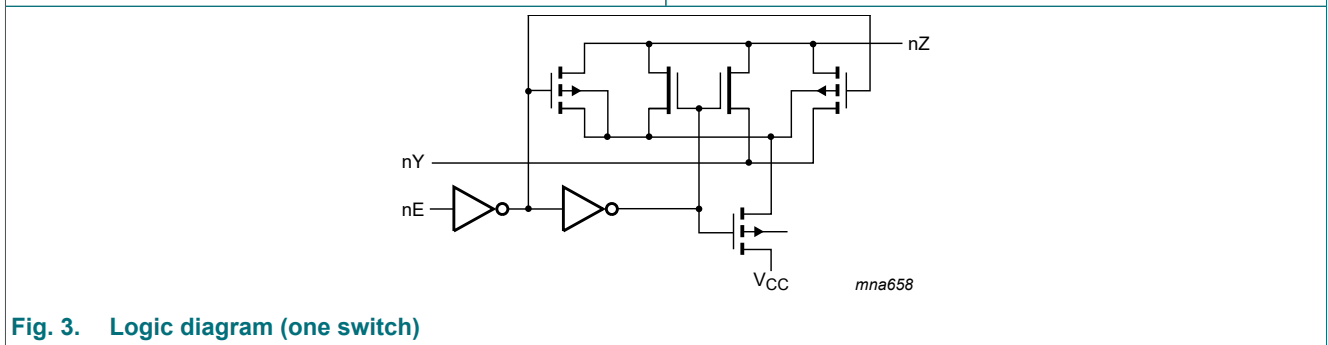 nZ
nY
nE
VCC
mna658
Fig. 3. Logic diagram (one switch)